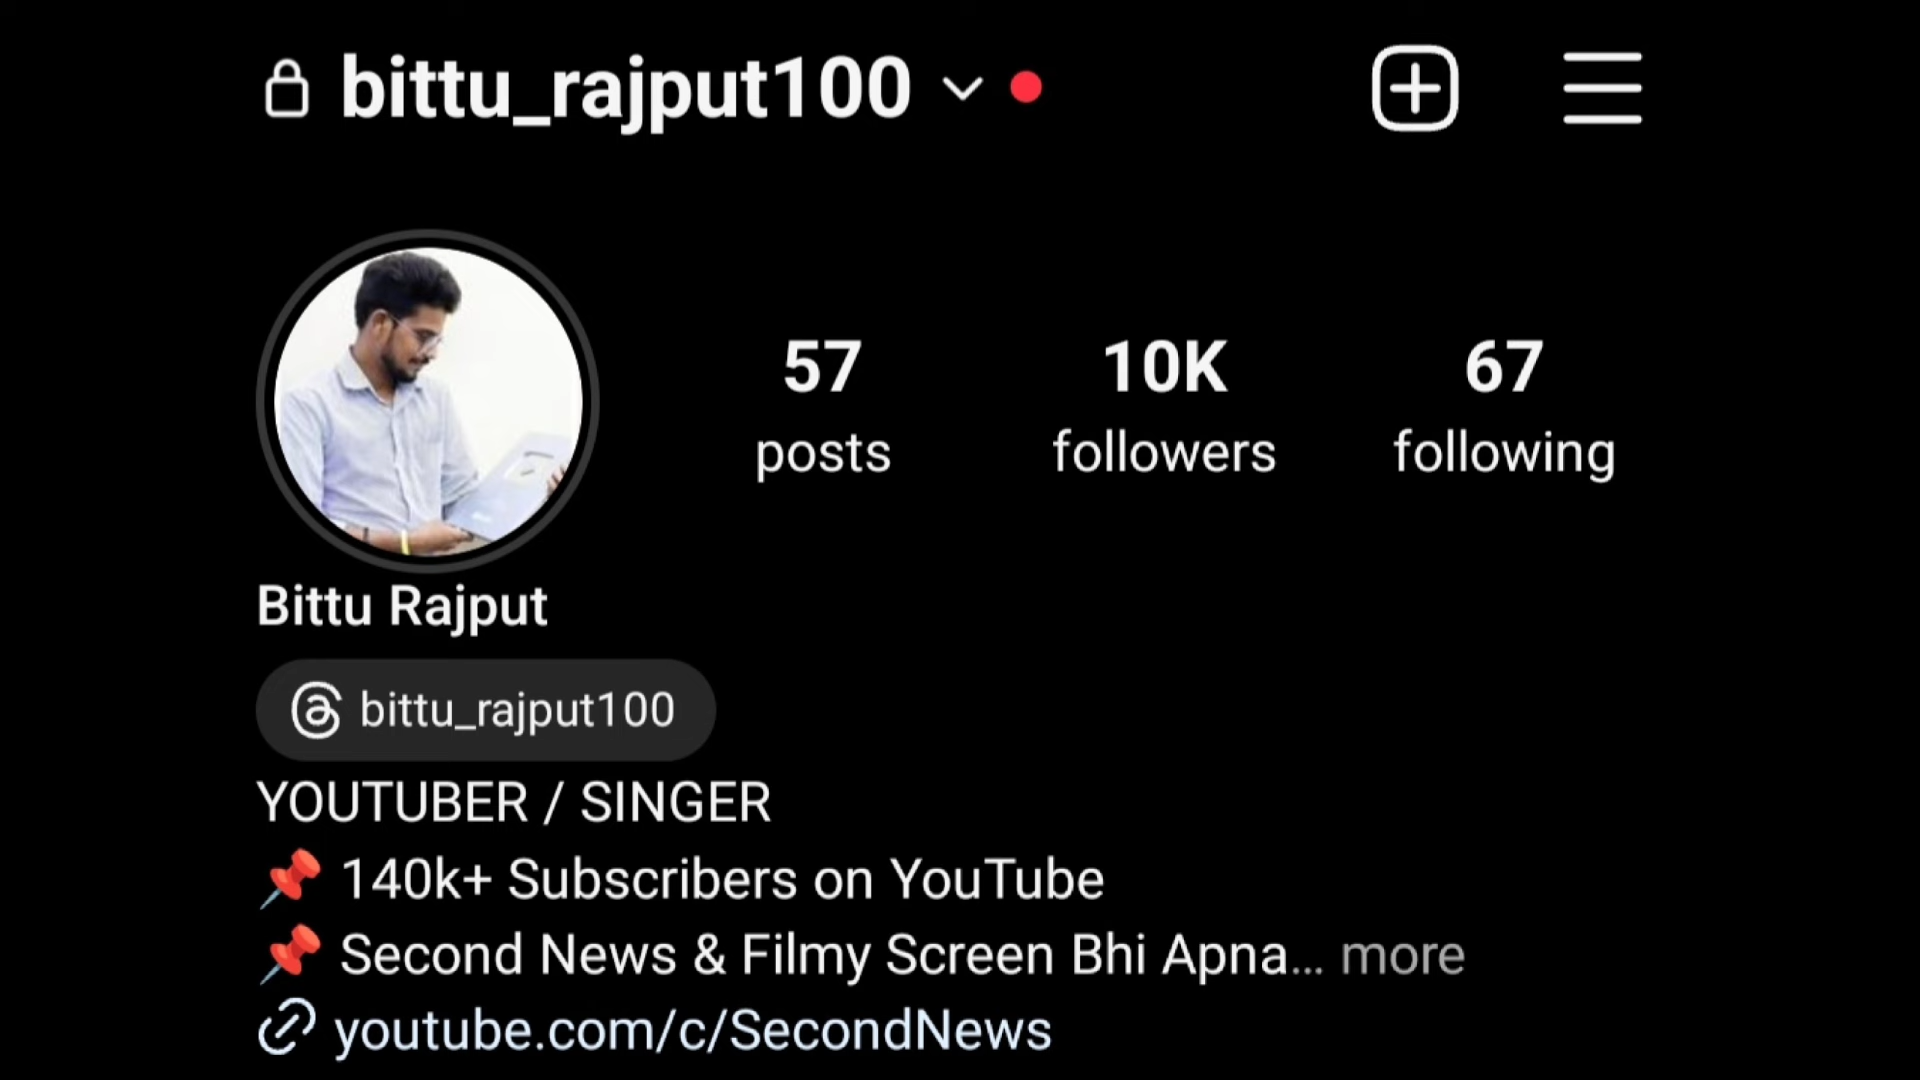 bittu_rajput100
57 10K 67
posts followers following
Bittu Rajput
bittu_rajput100
YOUTUBER / SINGER
📌 140k+ Subscribers on YouTube
📌 Second News & Filmy Screen Bhi Apna... more
youtube.com/c/SecondNews